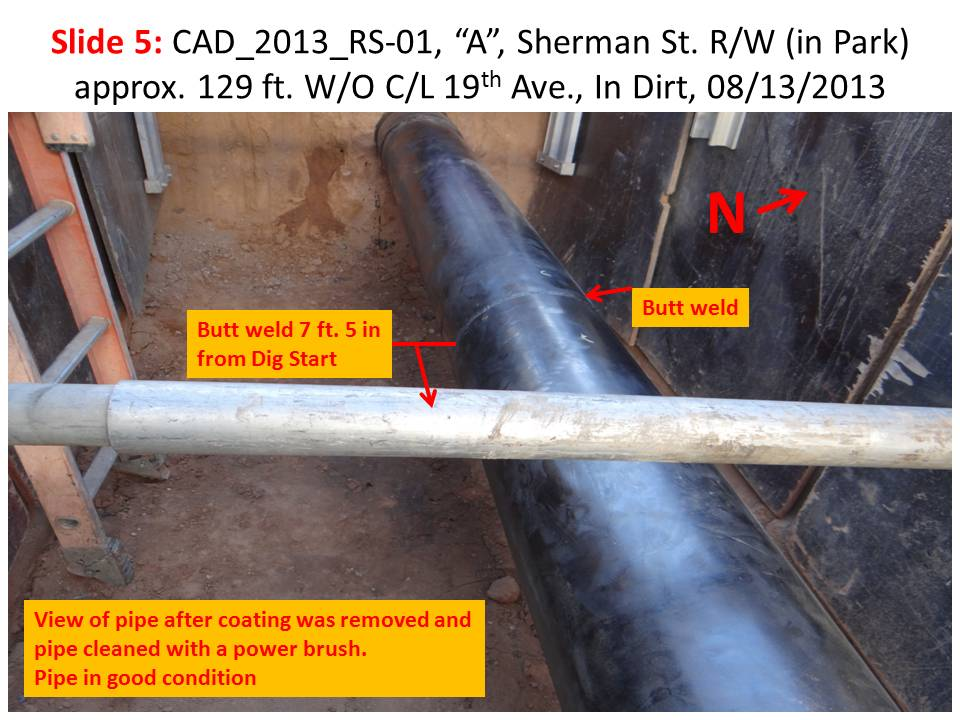 Slide 5: CAD_2013_RS-01, “A”, Sherman St. R/W (in Park)
approx. 129 ft. W/O C/L 19th Ave., In Dirt, 08/13/2013
N
Butt weld
Butt weld 7 ft. 5 in
from Dig Start
View of pipe after coating was removed and
pipe cleaned with a power brush.
Pipe in good condition